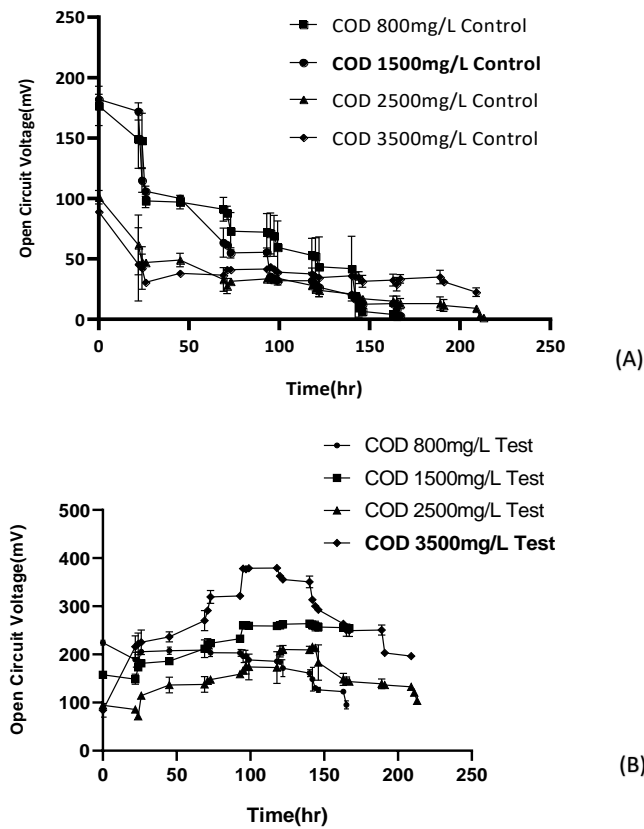 COD 800mg/L Control
COD 1500mg/L Control
COD 2500mg/L Control
COD 3500mg/L Control
Open Circuit Voltage(mV)
250
200
150
100
50
0
0 50 100 150 200 250
Time(hr)
(A)
COD 800mg/L Test
COD 1500mg/L Test
COD 2500mg/L Test
COD 3500mg/L Test
Open Circuit Voltage(mV)
500
400
300
200
100
0
0 50 100 150 200 250
Time(hr)
(B)